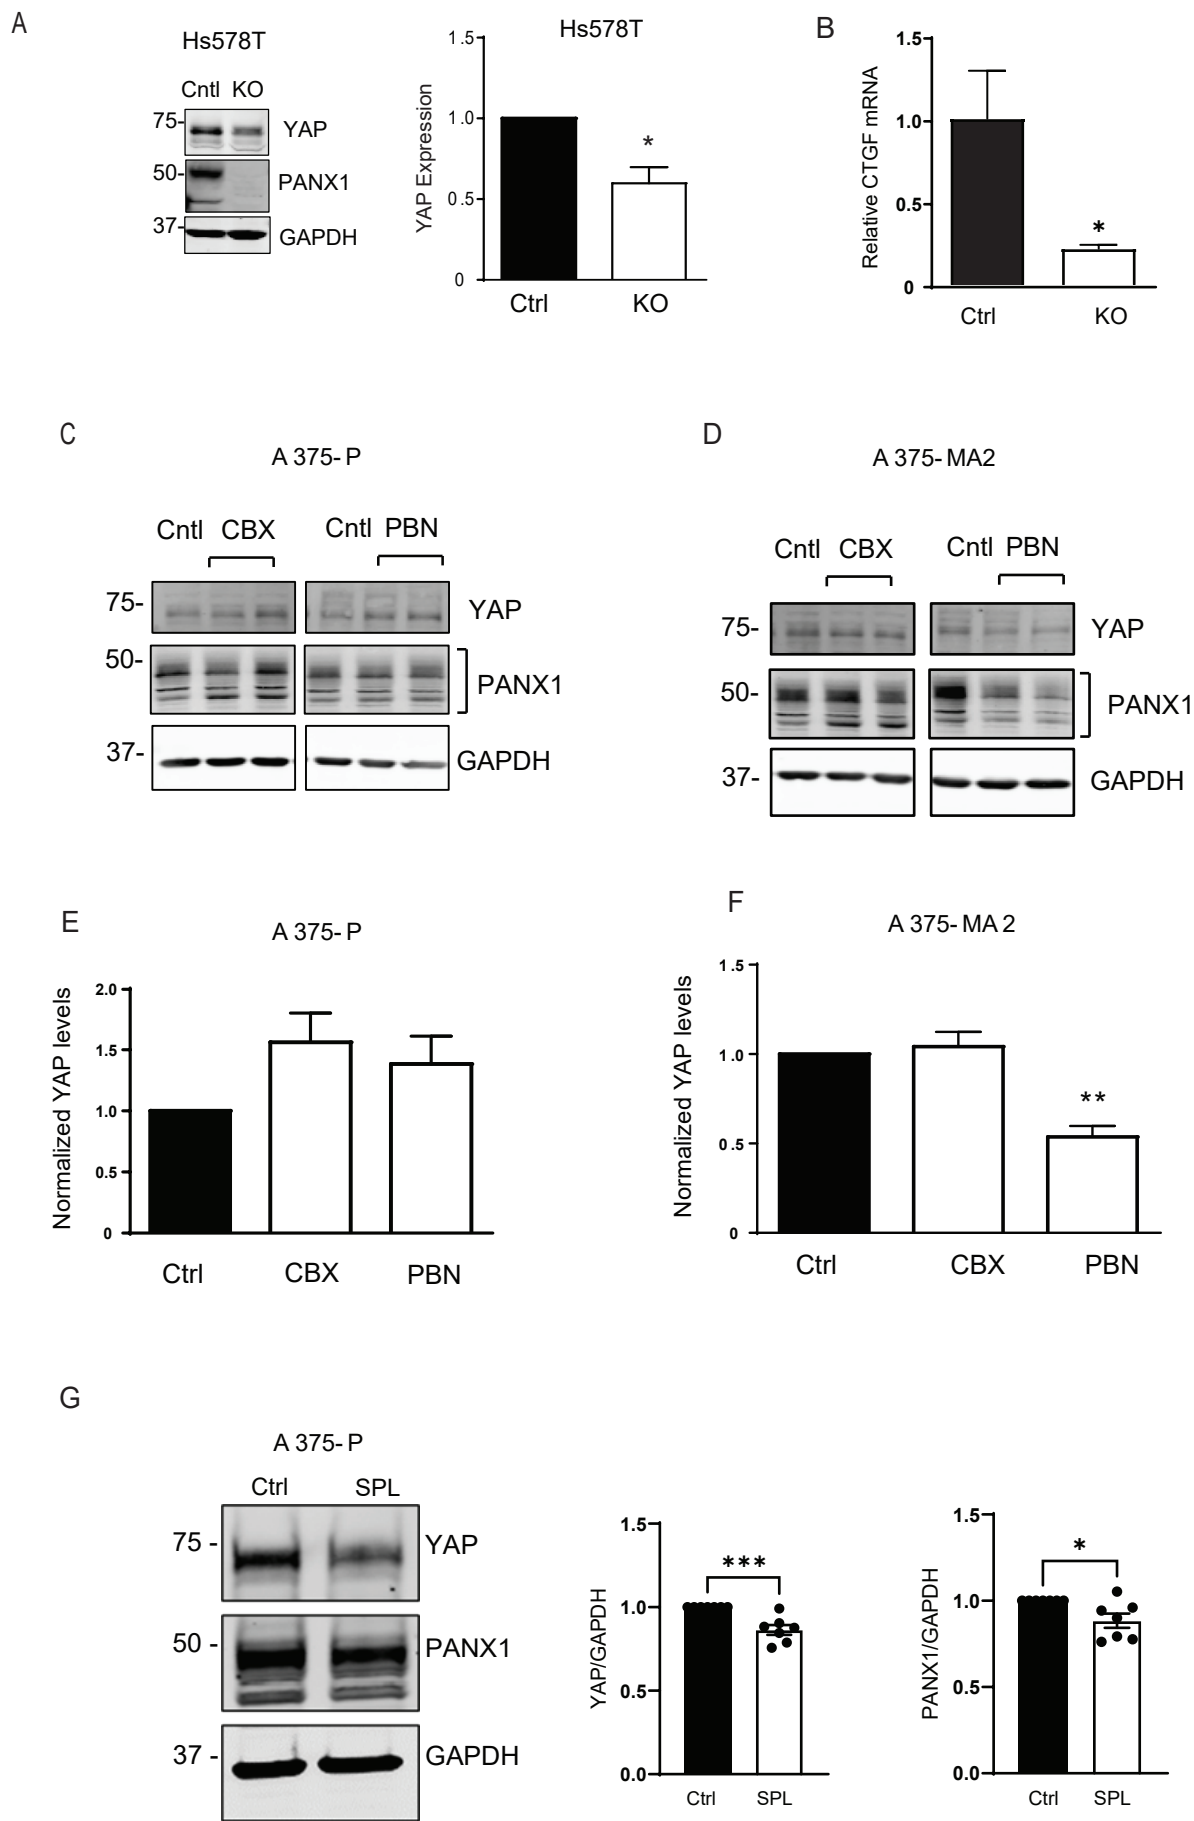 A
Hs578T
Cntl KO
75- YAP
50- PANX1
37- GAPDH
Hs578T
YAP Expression
1.5
1.0
0.5
0
*
Ctrl KO
B
Relative CTGF mRNA
1.5
1.0
0.5
0
*
Ctrl KO
C
A 375- P
Cntl CBX Cntl PBN
75- YAP
50- PANX1
37- GAPDH
D
A 375- MA2
Cntl CBX Cntl PBN
75- YAP
50- PANX1
37- GAPDH
E
A 375- P
Normalized YAP levels
2.0
1.5
1.0
0.5
0
Ctrl CBX PBN
F
A 375- MA 2
Normalized YAP levels
1.5
1.0
0.5
0
**
Ctrl CBX PBN
G
A 375- P
Ctrl SPL
75 - YAP
50 - PANX1
37 - GAPDH
YAP/GAPDH
1.5
1.0
0.5
0.0
***
Ctrl SPL
PANX1/GAPDH
1.5
1.0
0.5
0.0
*
Ctrl SPL